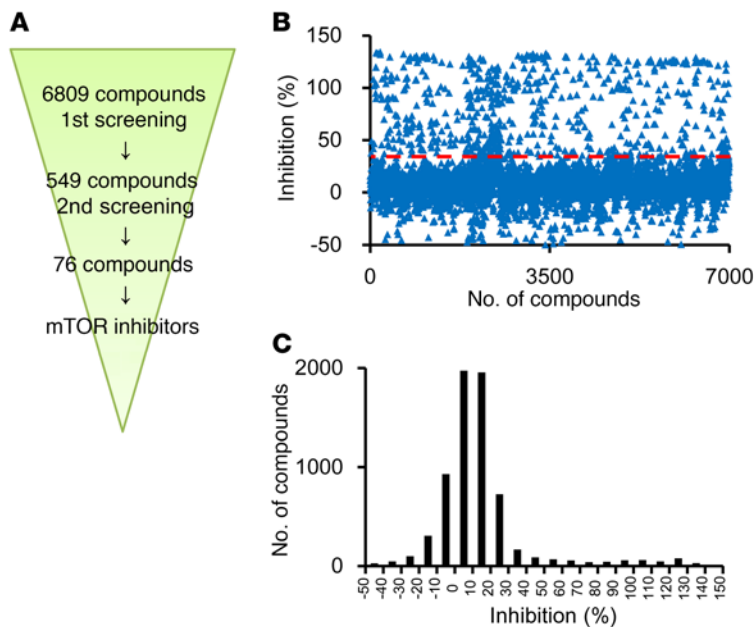 A
6809 compounds
1st screening
↓
549 compounds
2nd screening
↓
76 compounds
↓
mTOR inhibitors
B
Inhibition (%)
150
100
50
0
-50
0 3500 7000
No. of compounds
C
No. of compounds
2000
1000
0
-50 -40 -30 -20 -10 0 10 20 30 40 50 60 70 80 90 100 110 120 130 140 150
Inhibition (%)